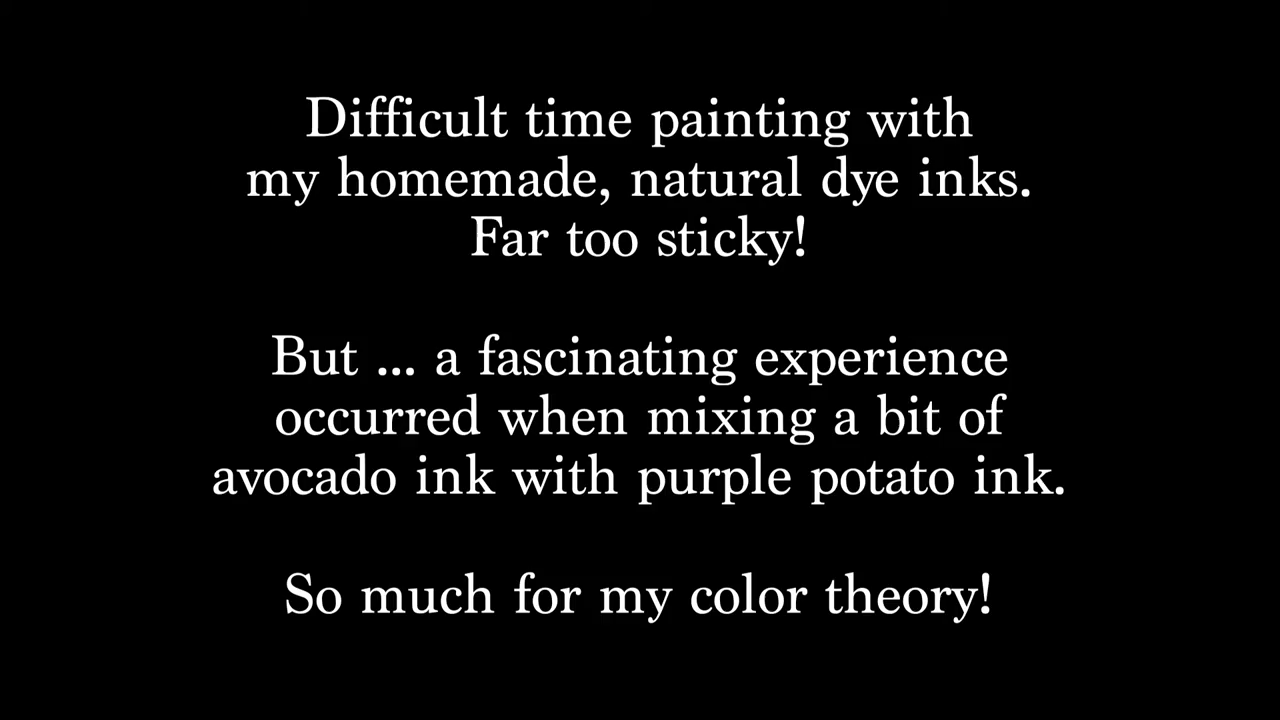 Difficult time painting with
my homemade, natural dye inks.
Far too sticky!
But ... a fascinating experience
occurred when mixing a bit of
avocado ink with purple potato ink.
So much for my color theory!